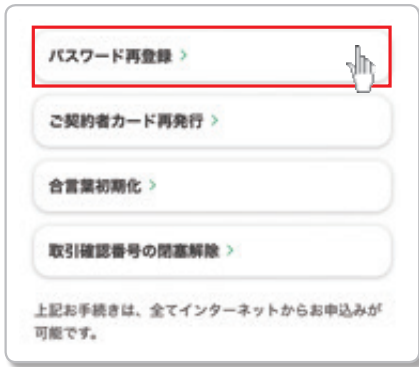 パスワード再登録 >
ご契約者カード再発行 >
合言葉初期化 >
取引確認番号の閉塞解除 >
上記お手続きは、全てインターネットからお申込みが
可能です。